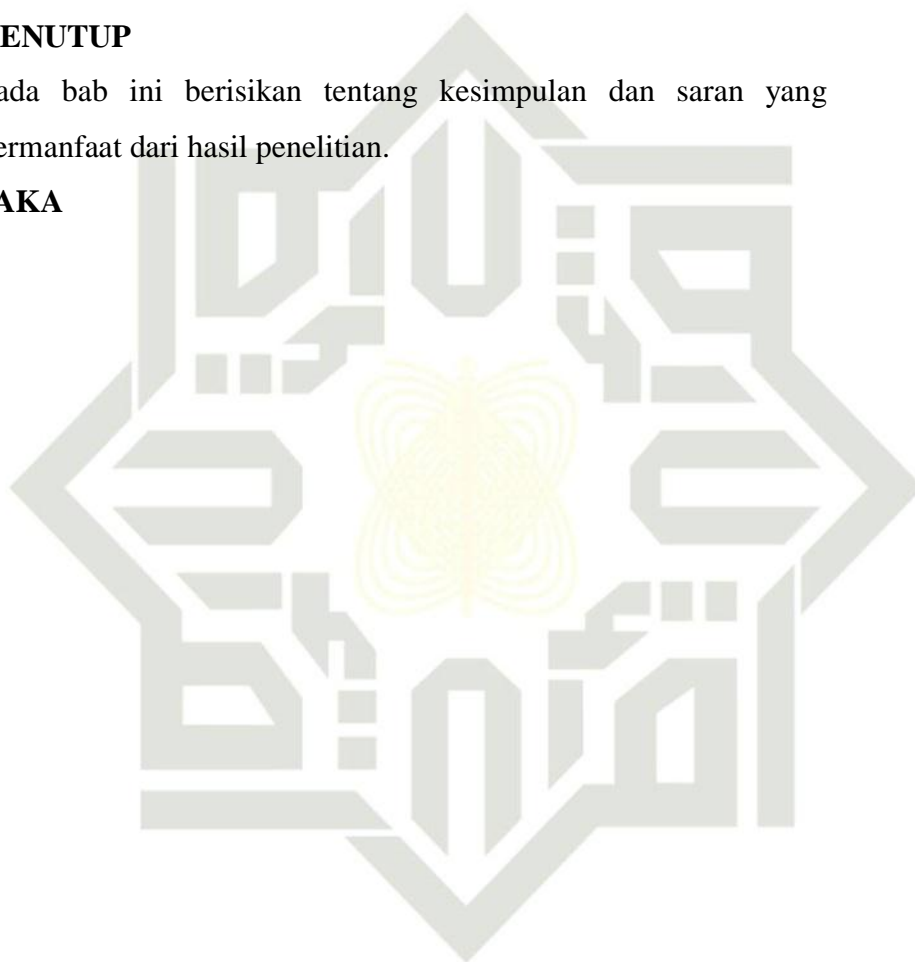 ENUTUP
ada bab ini berisikan tentang kesimpulan dan saran yang
ermanfaat dari hasil penelitian.
AKA